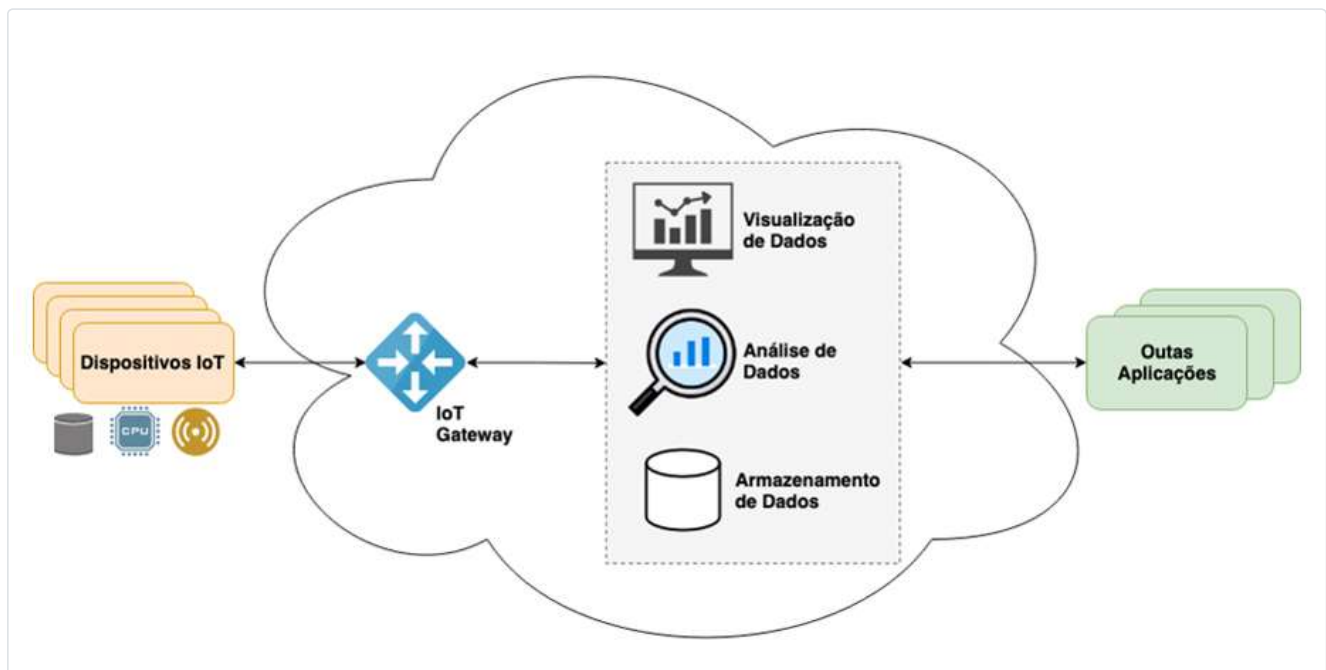 Visualização
de Dados
Dispositivos IoT
CPU
IoT
Gateway
Análise de
Dados
Outas
Aplicações
Armazenamento
de Dados